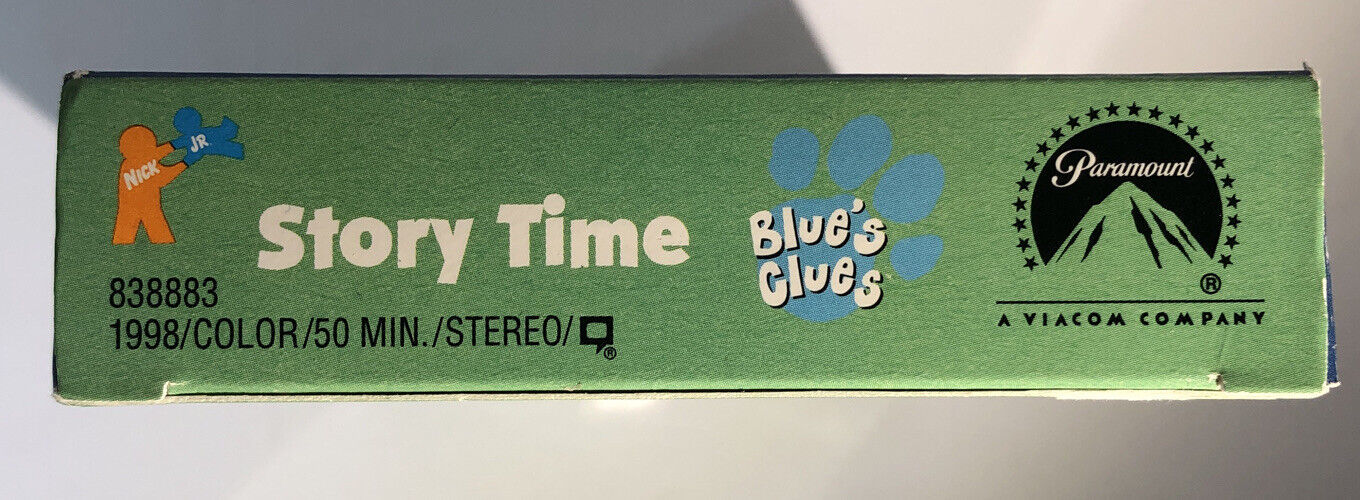 NICK JR
Story Time
838883
1998/COLOR/50 MIN./STEREO/
®
Blue's
Clues
Paramount
®
A VIACOM COMPANY